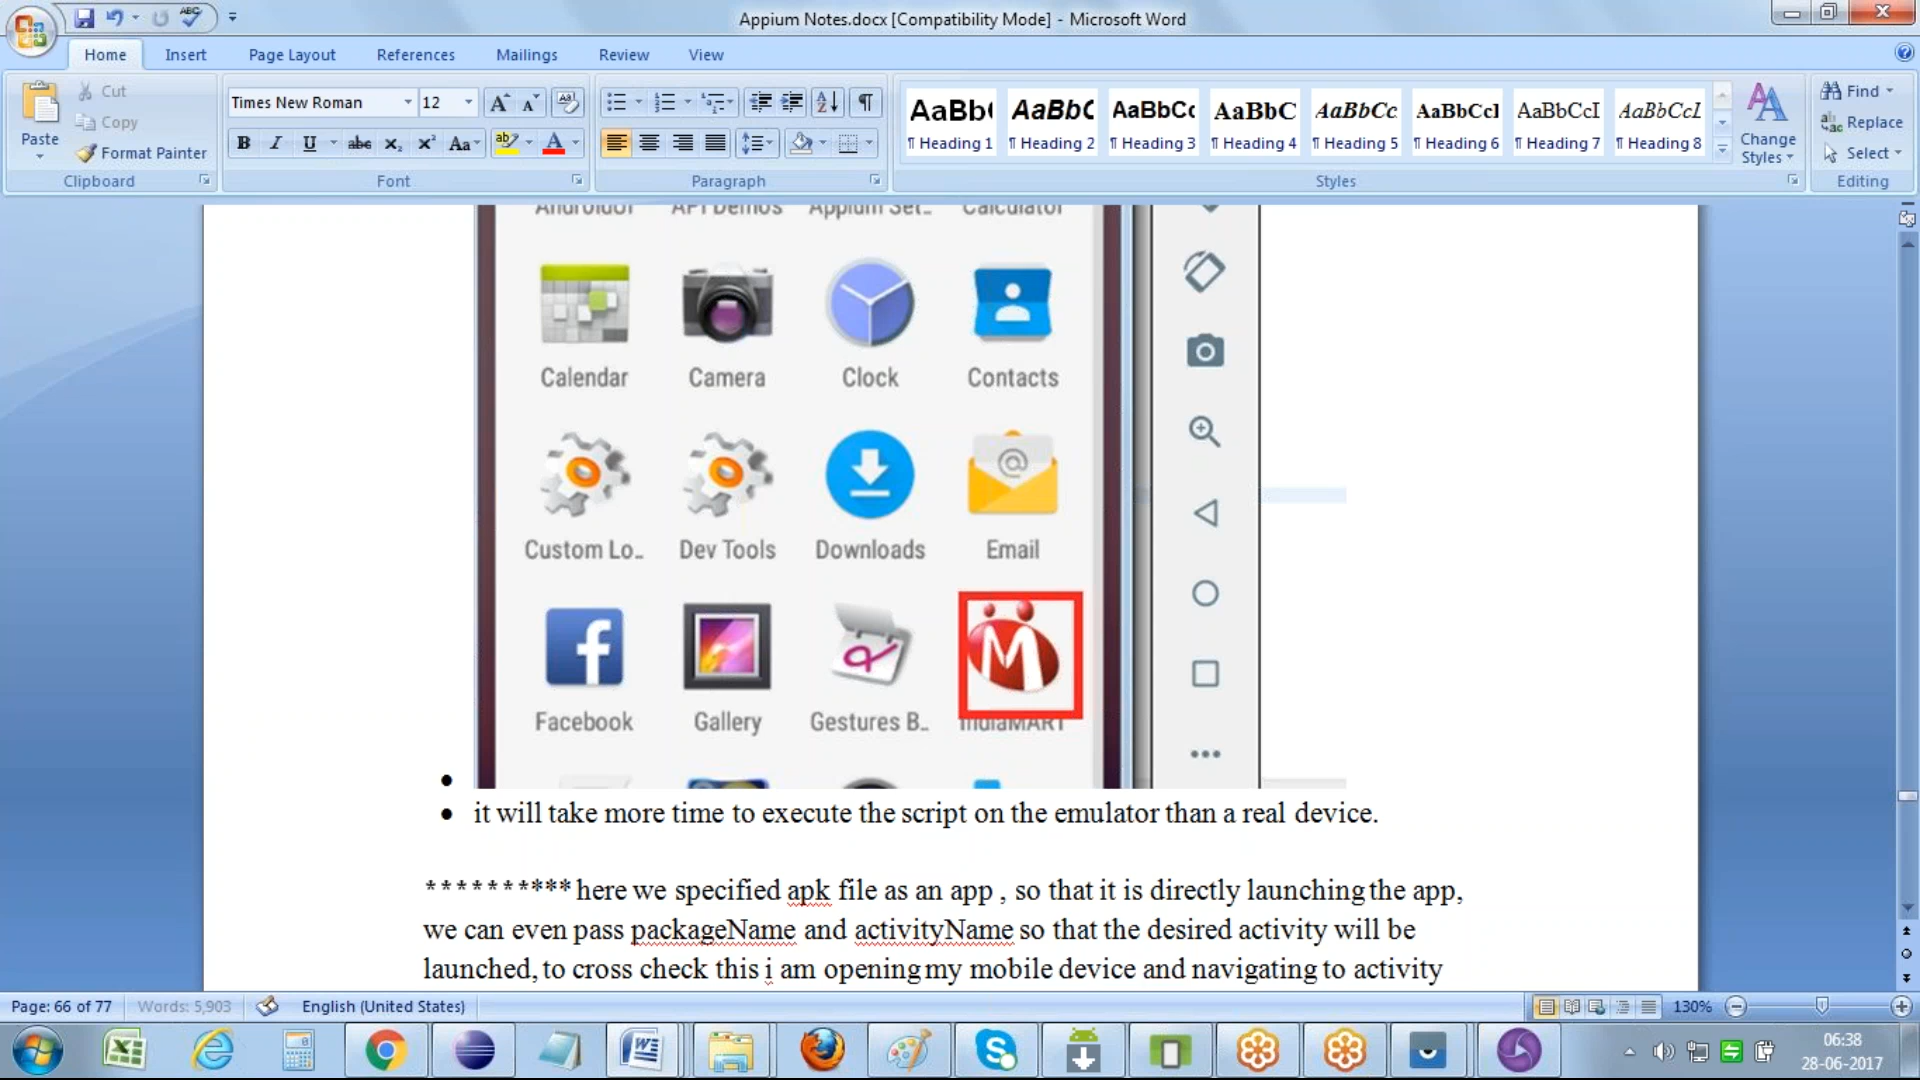 Appium Notes.docx [Compatibility Mode] - Microsoft Word
Home Insert Page Layout References Mailings Review View
Paste
Cut
Copy
Format Painter
Clipboard
Times New Roman 12
Font
Paragraph
AaBb( AaBbC AaBbCc AaBbC AaBbCc AaBbCcI AaBbCcI AaBbCcI
¶ Heading 1 ¶ Heading 2 ¶ Heading 3 ¶ Heading 4 ¶ Heading 5 ¶ Heading 6 ¶ Heading 7 ¶ Heading 8
Change Styles
Styles
Find
Replace
Select
Editing
API Demos Appium Set... Calculator
Calendar Camera Clock Contacts
Custom Lo... Dev Tools Downloads Email
Facebook Gallery Gestures B... IndiaMART
• it will take more time to execute the script on the emulator than a real device.
********** here we specified apk file as an app , so that it is directly launching the app,
we can even pass packageName and activityName so that the desired activity will be
launched, to cross check this i am opening my mobile device and navigating to activity
Page: 66 of 77 Words: 5,903 English (United States) 130%
06:38
28-06-2017